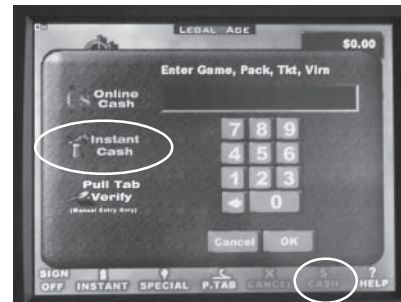 LEGAL AGE
$0.00
Enter Game, Pack, Tkt, Virn
Online
Cash
Instant
Cash
Pull Tab
Verify
(Manual Entry Only)
7 8 9
4 5 6
1 2 3
0
Cancel OK
SIGN OFF
INSTANT
SPECIAL
P.TAB
CANCEL
$ CASH
? HELP